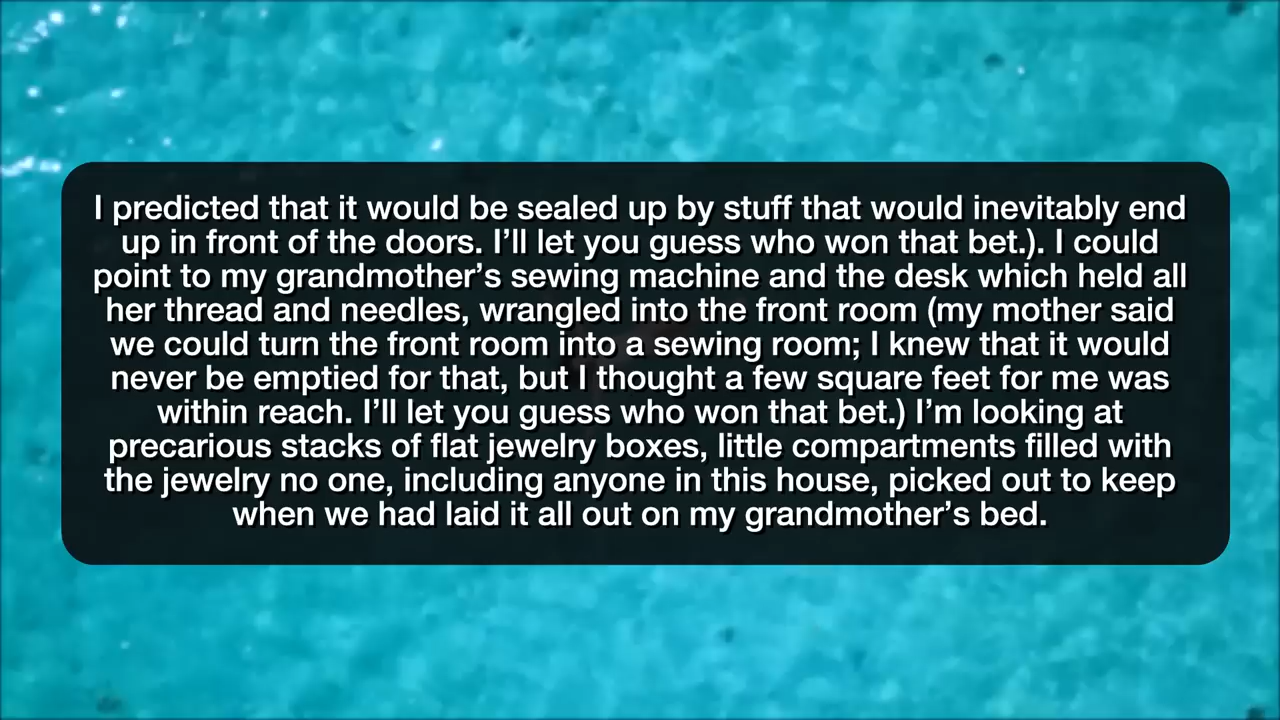 I predicted that it would be sealed up by stuff that would inevitably end
up in front of the doors. I’ll let you guess who won that bet.). I could
point to my grandmother’s sewing machine and the desk which held all
her thread and needles, wrangled into the front room (my mother said
we could turn the front room into a sewing room; I knew that it would
never be emptied for that, but I thought a few square feet for me was
within reach. I’ll let you guess who won that bet.) I’m looking at
precarious stacks of flat jewelry boxes, little compartments filled with
the jewelry no one, including anyone in this house, picked out to keep
when we had laid it all out on my grandmother’s bed.